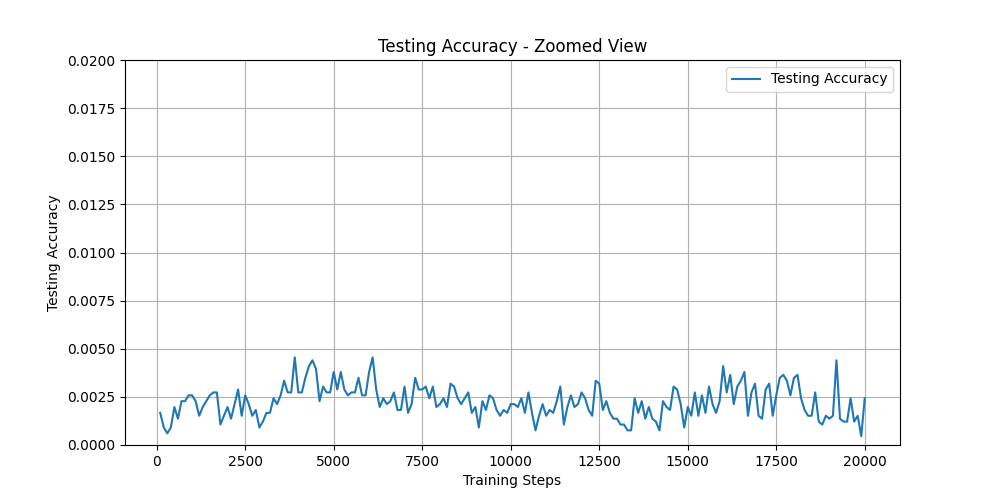 Testing Accuracy - Zoomed View
Testing Accuracy
0.0200
0.0175
0.0150
0.0125
0.0100
0.0075
0.0050
0.0025
0.0000
Testing Accuracy
0 2500 5000 7500 10000 12500 15000 17500 20000
Training Steps